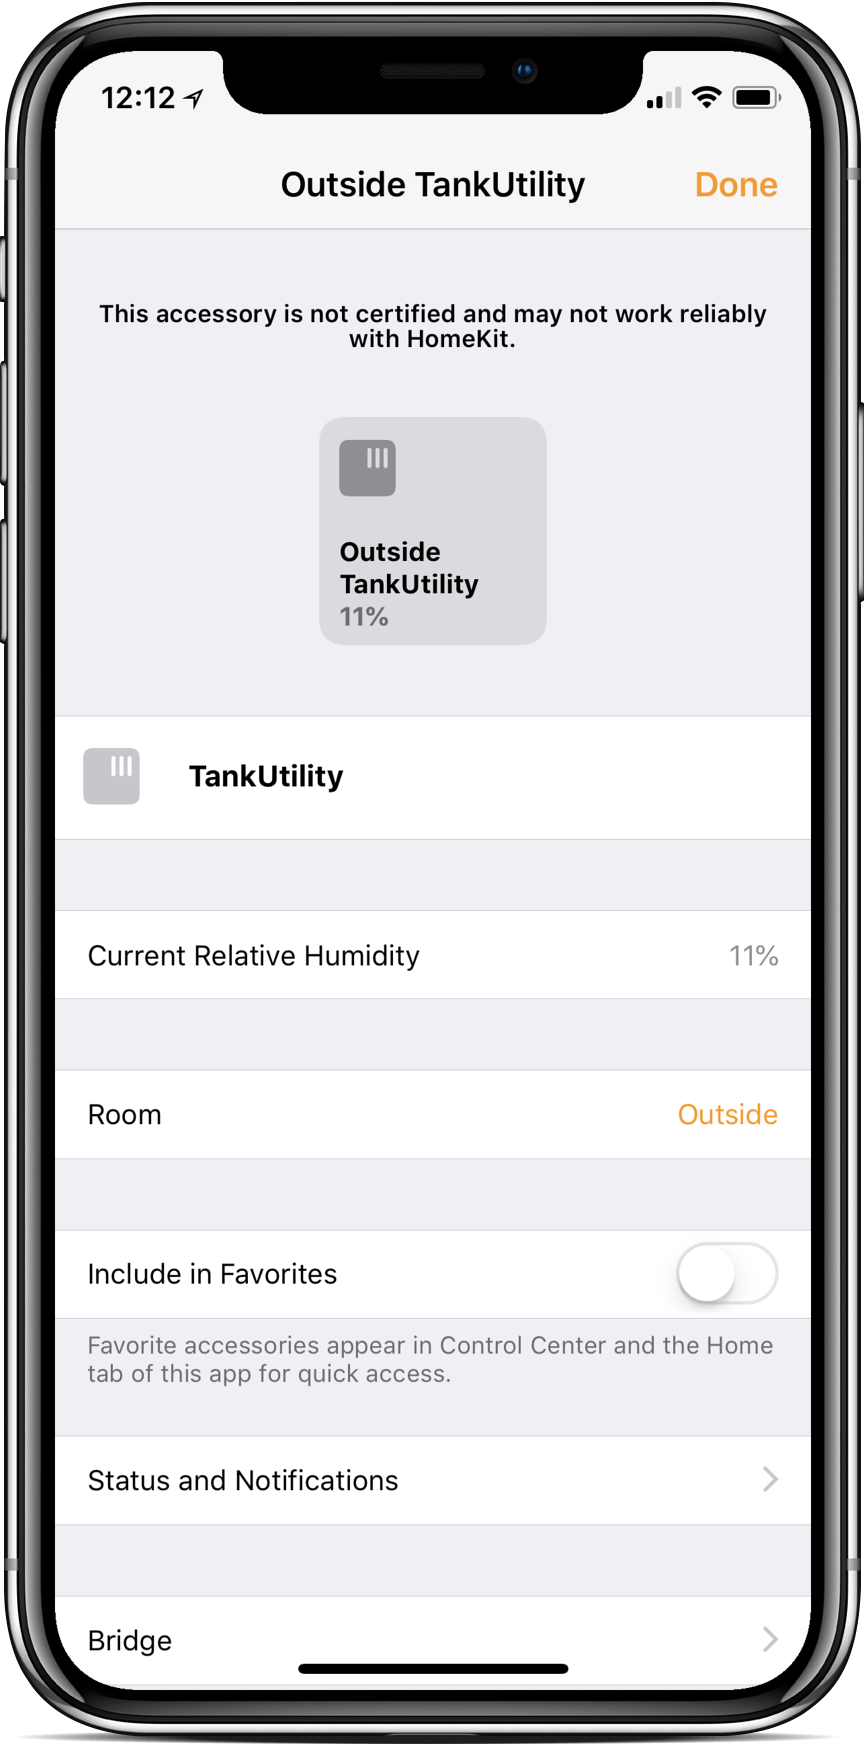 12:12
Outside TankUtility
Done
This accessory is not certified and may not work reliably
with HomeKit.
Outside
TankUtility
11%
TankUtility
Current Relative Humidity 11%
Room Outside
Include in Favorites
Favorite accessories appear in Control Center and the Home
tab of this app for quick access.
Status and Notifications
Bridge